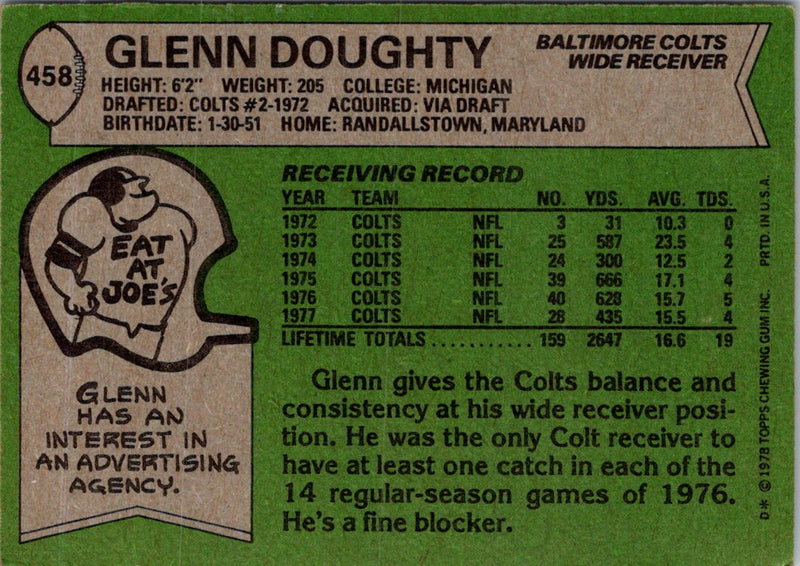 458
GLENN DOUGHTY
BALTIMORE COLTS
WIDE RECEIVER
HEIGHT: 6'2" WEIGHT: 205 COLLEGE: MICHIGAN
DRAFTED: COLTS #2-1972 ACQUIRED: VIA DRAFT
BIRTHDATE: 1-30-51 HOME: RANDALLSTOWN, MARYLAND
EAT
AT
JOE'S
GLENN
HAS AN
INTEREST IN
AN ADVERTISING
AGENCY.
RECEIVING RECORD
YEAR TEAM NO. YDS. AVG. TDS.
1972 COLTS NFL 3 31 10.3 0
1973 COLTS NFL 25 587 23.5 4
1974 COLTS NFL 24 300 12.5 2
1975 COLTS NFL 39 666 17.1 4
1976 COLTS NFL 40 628 15.7 5
1977 COLTS NFL 28 435 15.5 4
LIFETIME TOTALS .......... 159 2647 16.6 19
Glenn gives the Colts balance and
consistency at his wide receiver posi-
tion. He was the only Colt receiver to
have at least one catch in each of the
14 regular-season games of 1976.
He's a fine blocker.
D* © 1978 TOPPS CHEWING GUM INC. PRTD. IN U.S.A.